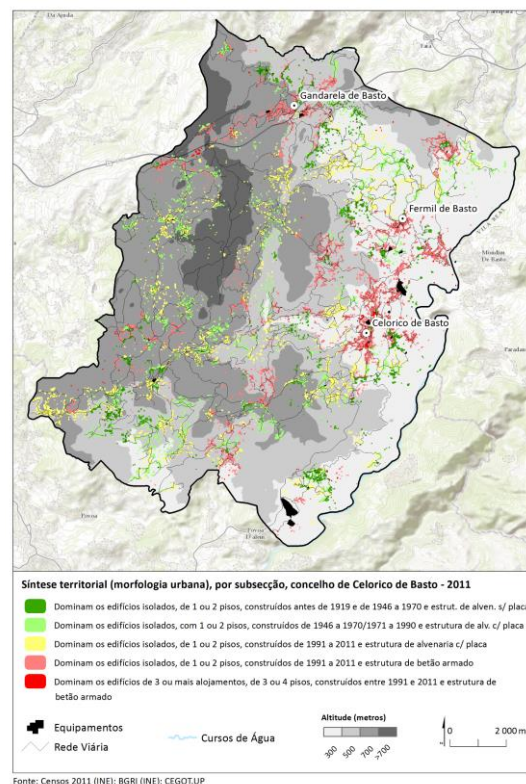 Gandarela de Basto
Fermil de Basto
Celorico de Basto
Síntese territorial (morfologia urbana), por subsecção, concelho de Celorico de Basto - 2011
Dominam os edifícios isolados, de 1 ou 2 pisos, construídos antes de 1919 e de 1946 a 1970 e estrut. de alven. s/ placa
Dominam os edifícios isolados, com 1 ou 2 pisos, construídos de 1946 a 1970/1971 a 1990 e estrutura de alv. c/ placa
Dominam os edifícios isolados, de 1 ou 2 pisos, construídos de 1991 a 2011 e estrutura de alvenaria c/ placa
Dominam os edifícios isolados, de 1 ou 2 pisos, construídos de 1991 a 2011 e estrutura de betão armado
Dominam os edifícios de 3 ou mais alojamentos, de 3 ou 4 pisos, construídos entre 1991 e 2011 e estrutura de
betão armado
Equipamentos
Rede Viária
Cursos de Água
Altitude (metros)
300 500 700 >700
0 2 000 m
Fonte: Censos 2011 (INE); BGRI (INE); CEGOT.UP